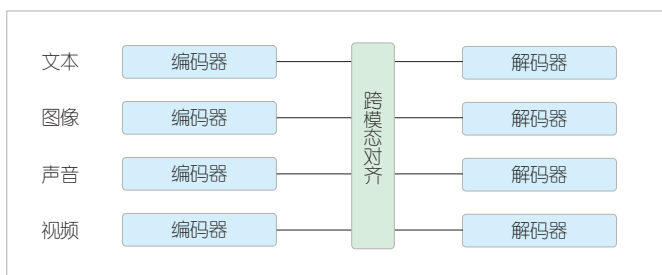 文本 编码器 解码器
图像 编码器 解码器
声音 编码器 解码器
视频 编码器 解码器
跨模态对齐